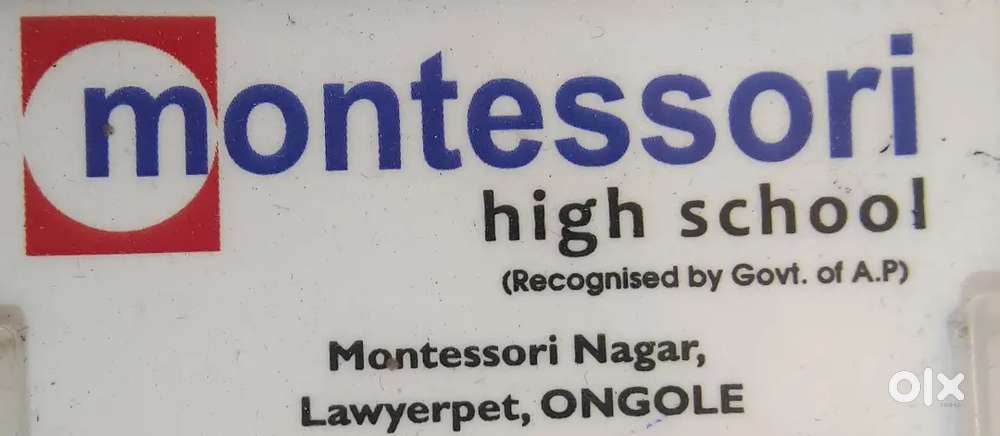 montessori
high school
(Recognised by Govt. of A.P)
Montessori Nagar,
Lawyerpet, ONGOLE
olx